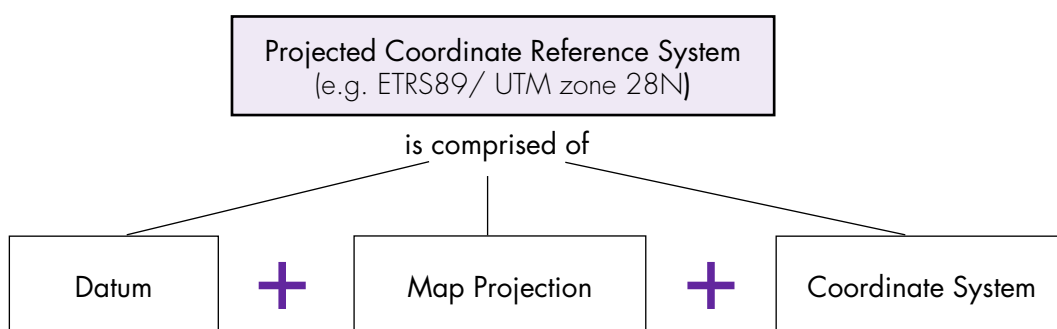 Projected Coordinate Reference System
(e.g. ETRS89/ UTM zone 28N)
is comprised of
Datum + Map Projection + Coordinate System